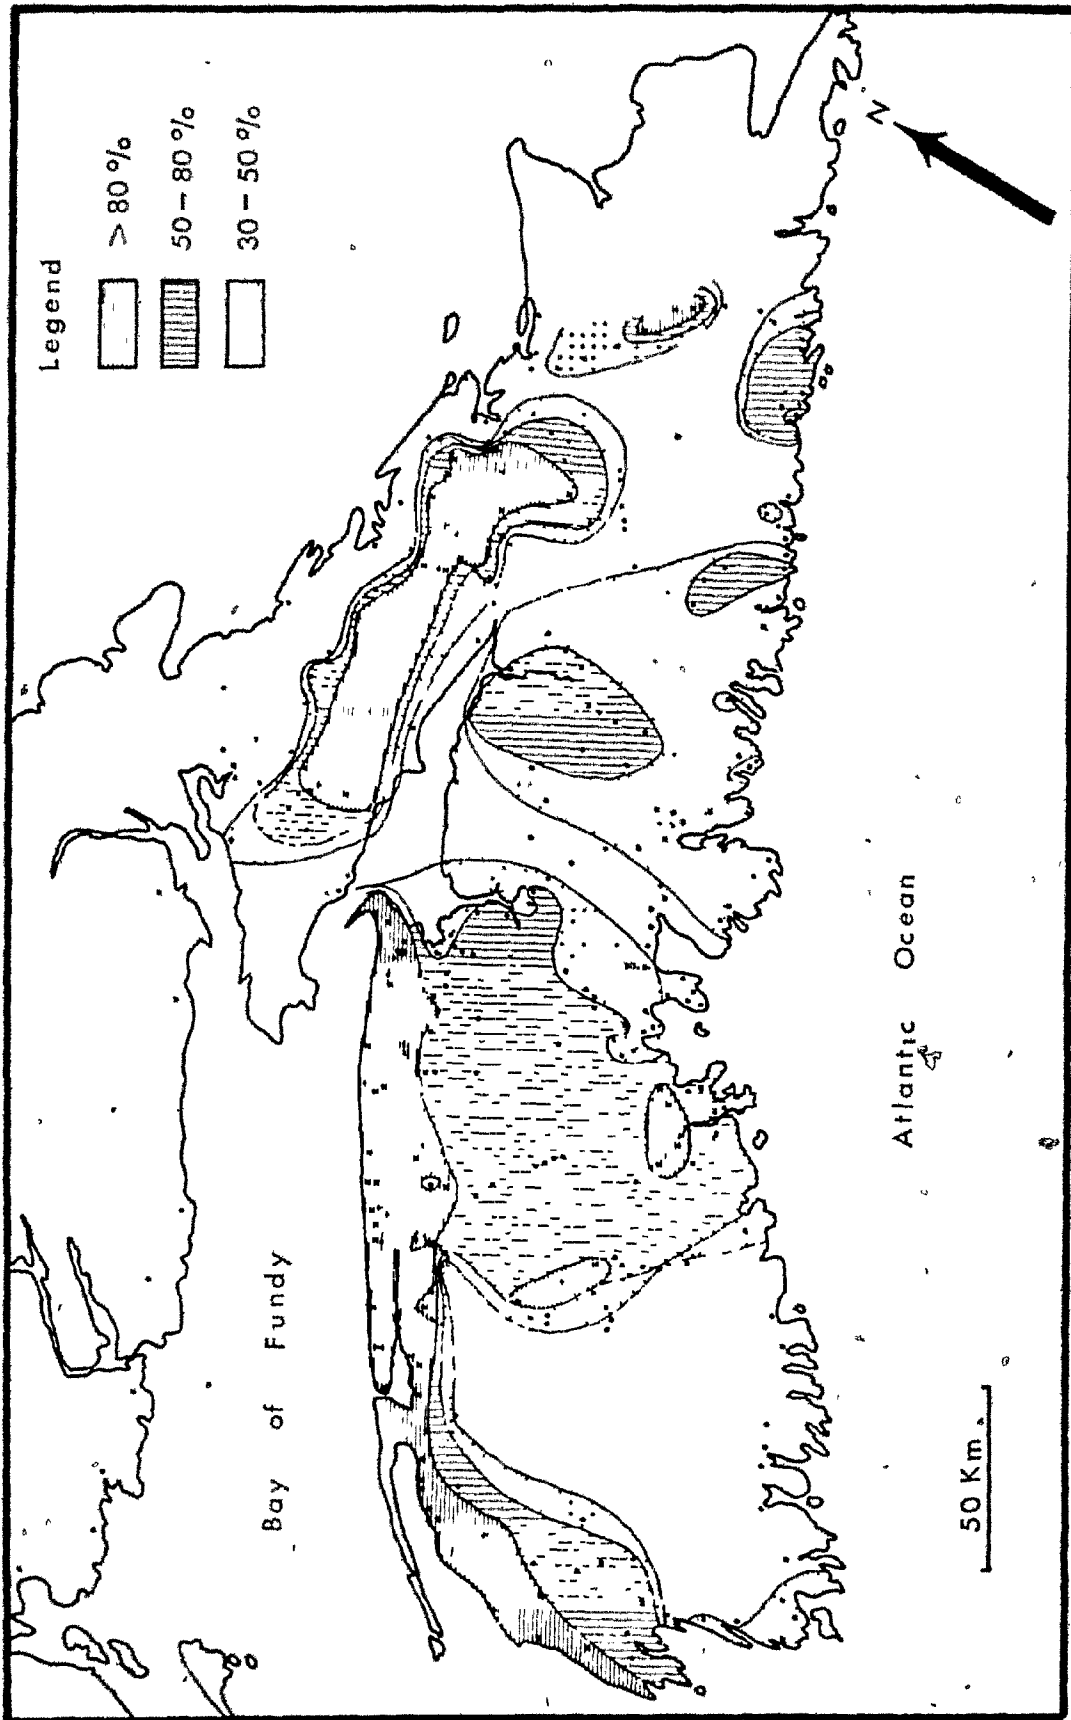 Legend
> 80 %
50 – 80 %
30 – 50 %
N
Bay of Fundy
Atlantic Ocean
50 Km.